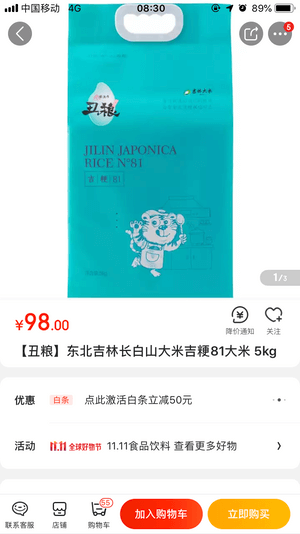 中国移动 4G 08:30 89%
5
丑粮
吉林大米
JILIN JAPONICA
RICE N°81
吉粳81
1/3
¥98.00
降价通知
关注
【丑粮】东北吉林长白山大米吉粳81大米 5kg
优惠 白条 点此激活白条立减50元
活动 11.11 全球好物节 11.11食品饮料 查看更多好物
55
联系客服 店铺 购物车 加入购物车 立即购买